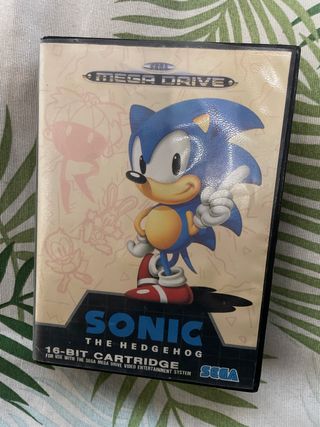 SEGA
MEGA DRIVE
SONIC
THE HEDGEHOG
16-BIT CARTRIDGE
FOR USE WITH THE SEGA MEGA DRIVE VIDEO ENTERTAINMENT SYSTEM
SEGA